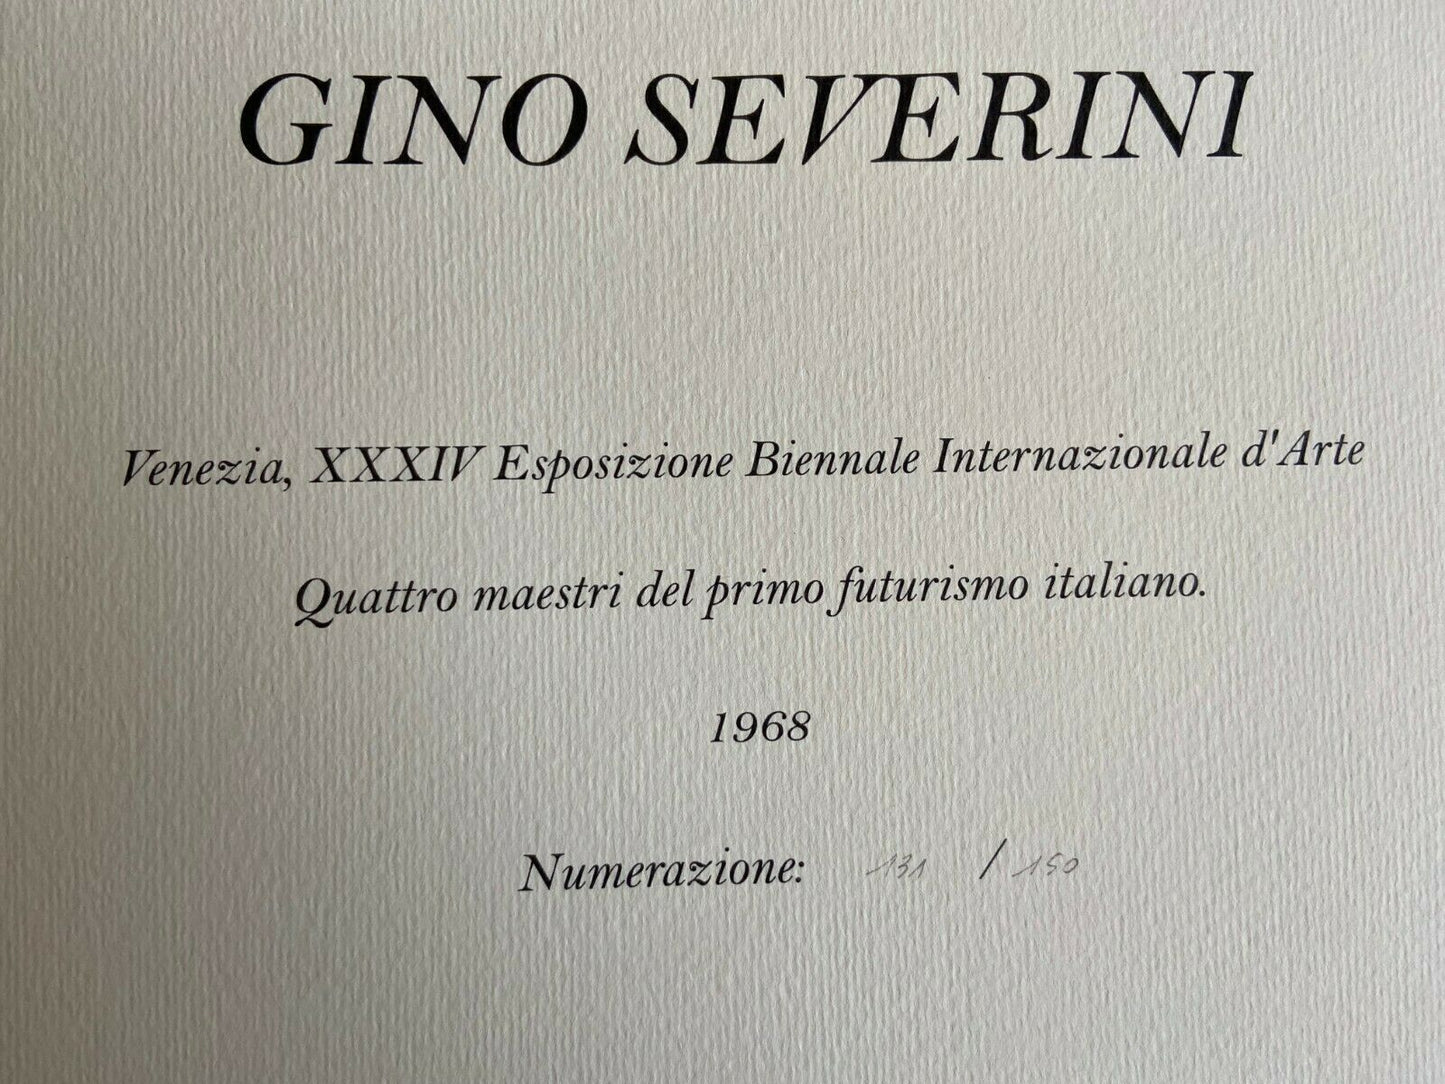 GINO SEVERINI
Venezia, XXXIV Esposizione Biennale Internazionale d'Arte
Quattro maestri del primo futurismo italiano.
1968
Numerazione: 131 / 150